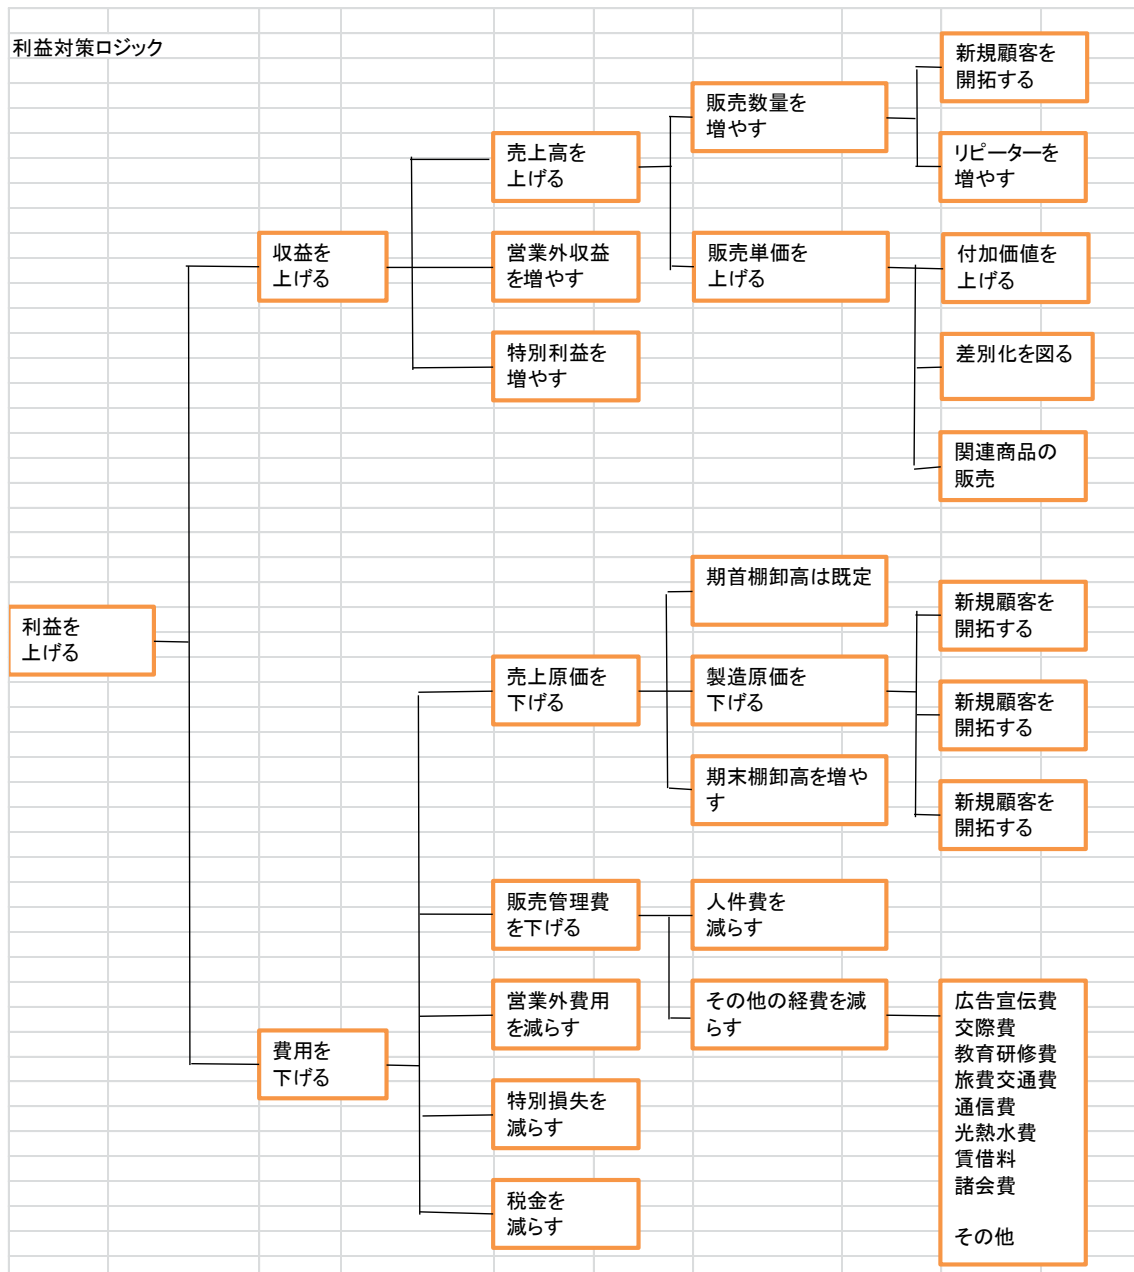 利益対策ロジック
新規顧客を
開拓する
販売数量を
増やす
売上高を
上げる
リピーターを
増やす
収益を
上げる
営業外収益
を増やす
販売単価を
上げる
付加価値を
上げる
特別利益を
増やす
差別化を図る
関連商品の
販売
期首棚卸高は既定
新規顧客を
開拓する
利益を
上げる
売上原価を
下げる
製造原価を
下げる
新規顧客を
開拓する
期末棚卸高を増や
す
新規顧客を
開拓する
販売管理費
を下げる
人件費を
減らす
営業外費用
を減らす
その他の経費を減
らす
広告宣伝費
交際費
教育研修費
旅費交通費
通信費
光熱水費
賃借料
諸会費
その他
費用を
下げる
特別損失を
減らす
税金を
減らす